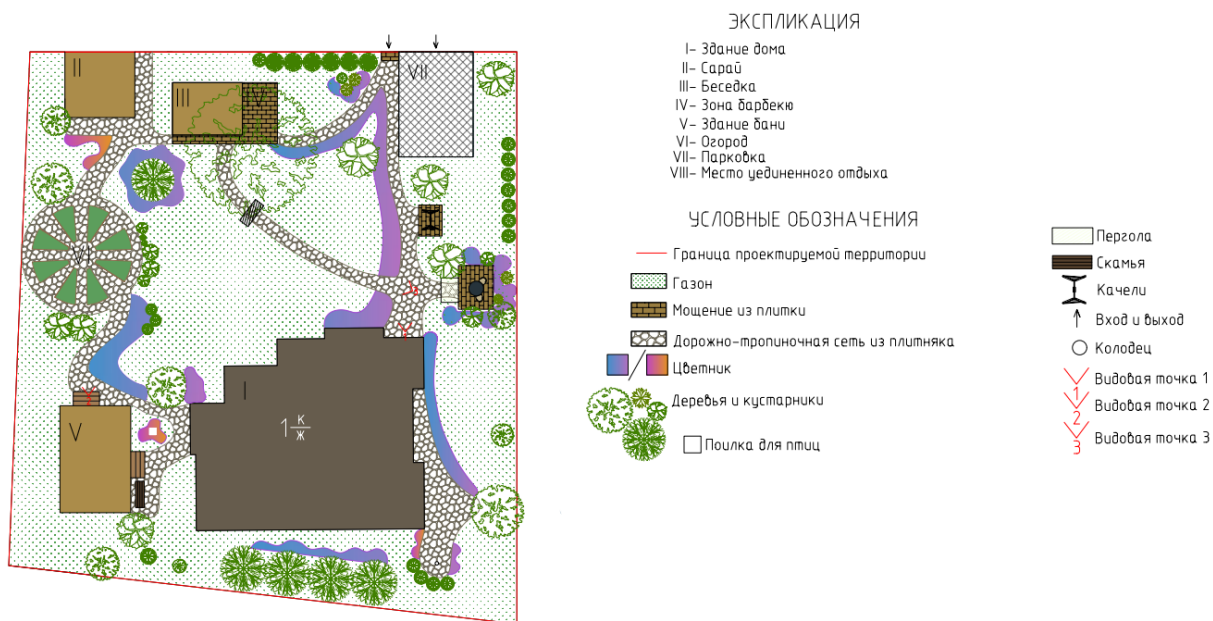 ЭКСПЛИКАЦИЯ
I- Здание дома
II- Сарай
III- Беседка
IV- Зона барбекю
V- Здание бани
VI- Огород
VII- Парковка
VIII- Место уединенного отдыха
УСЛОВНЫЕ ОБОЗНАЧЕНИЯ
Граница проектируемой территории
Газон
Мощение из плитки
Дорожно-тропиночная сеть из плитняка
Цветник
Деревья и кустарники
Поилка для птиц
Пергола
Скамья
Качели
Вход и выход
Колодец
1 Видовая точка 1
2 Видовая точка 2
3 Видовая точка 3
II
III
IV
VII
VI
I
1 К/Ж
V